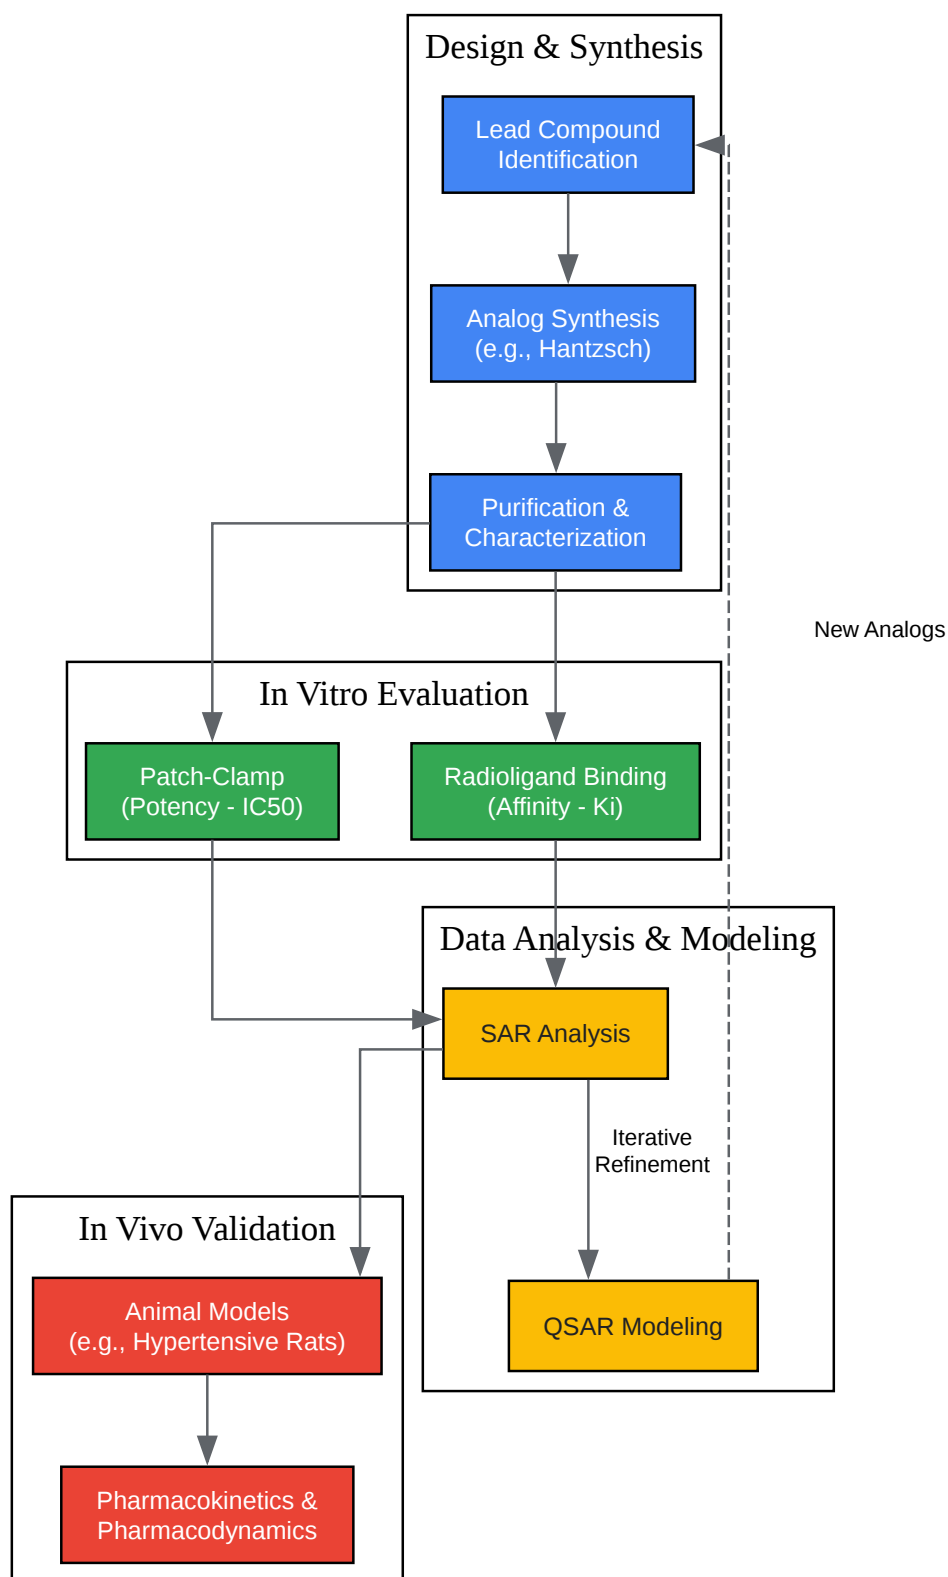 Design & Synthesis
Lead Compound
Identification
Analog Synthesis
(e.g., Hantzsch)
Purification &
Characterization
New Analogs
In Vitro Evaluation
Patch-Clamp
(Potency - IC50)
Radioligand Binding
(Affinity - Ki)
Data Analysis & Modeling
SAR Analysis
Iterative
Refinement
QSAR Modeling
In Vivo Validation
Animal Models
(e.g., Hypertensive Rats)
Pharmacokinetics &
Pharmacodynamics